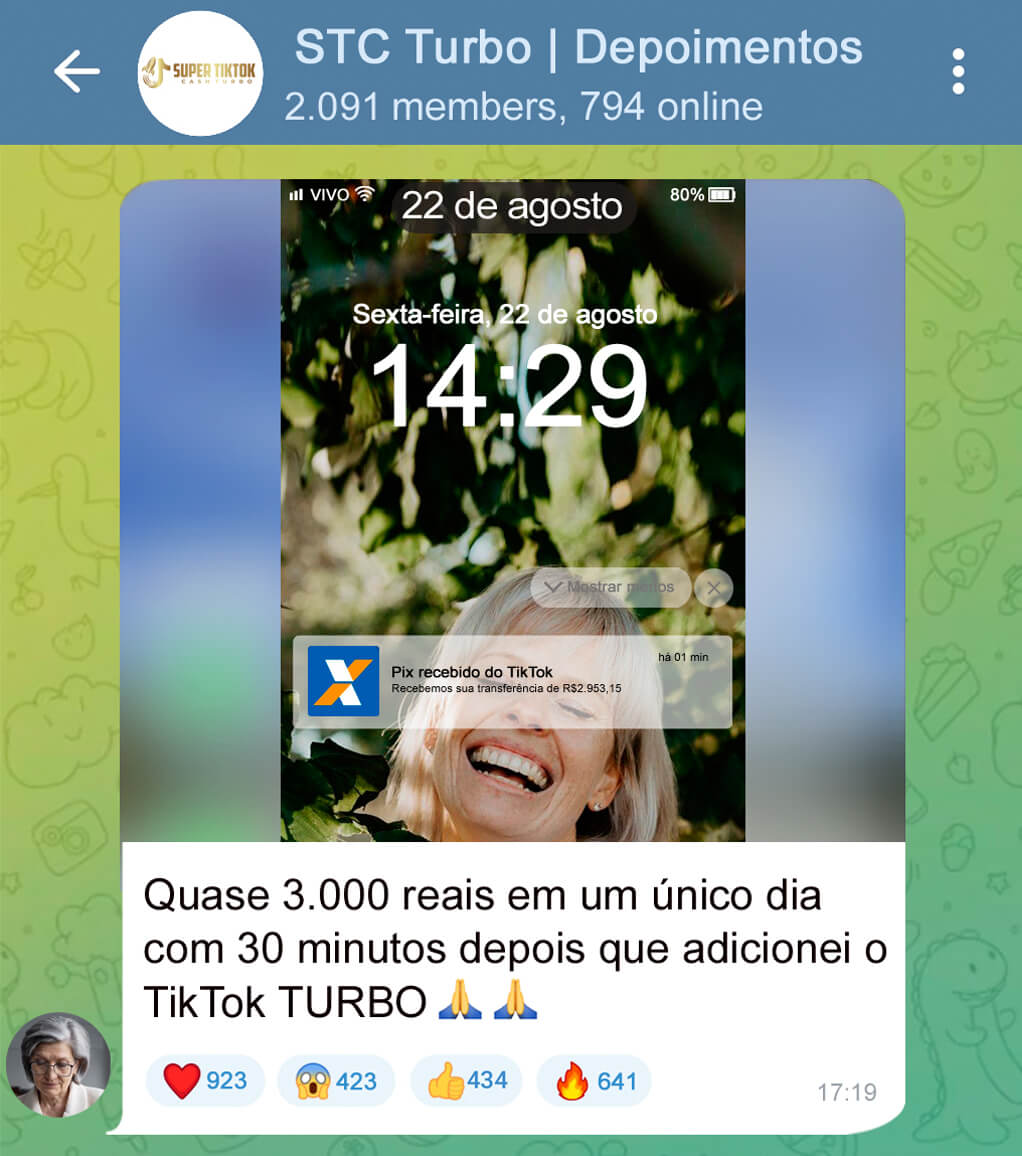 SUPER TIKTOK
CASH TURBO
STC Turbo | Depoimentos
2.091 members, 794 online
VIVO
22 de agosto
80%
Sexta-feira, 22 de agosto
14:29
Mostrar menos
Pix recebido do TikTok
há 01 min
Recebemos sua transferência de R$2.953,15
Quase 3.000 reais em um único dia
com 30 minutos depois que adicionei o
TikTok TURBO 🙏 🙏
❤️ 923 😱 423 👍 434 🔥 641
17:19